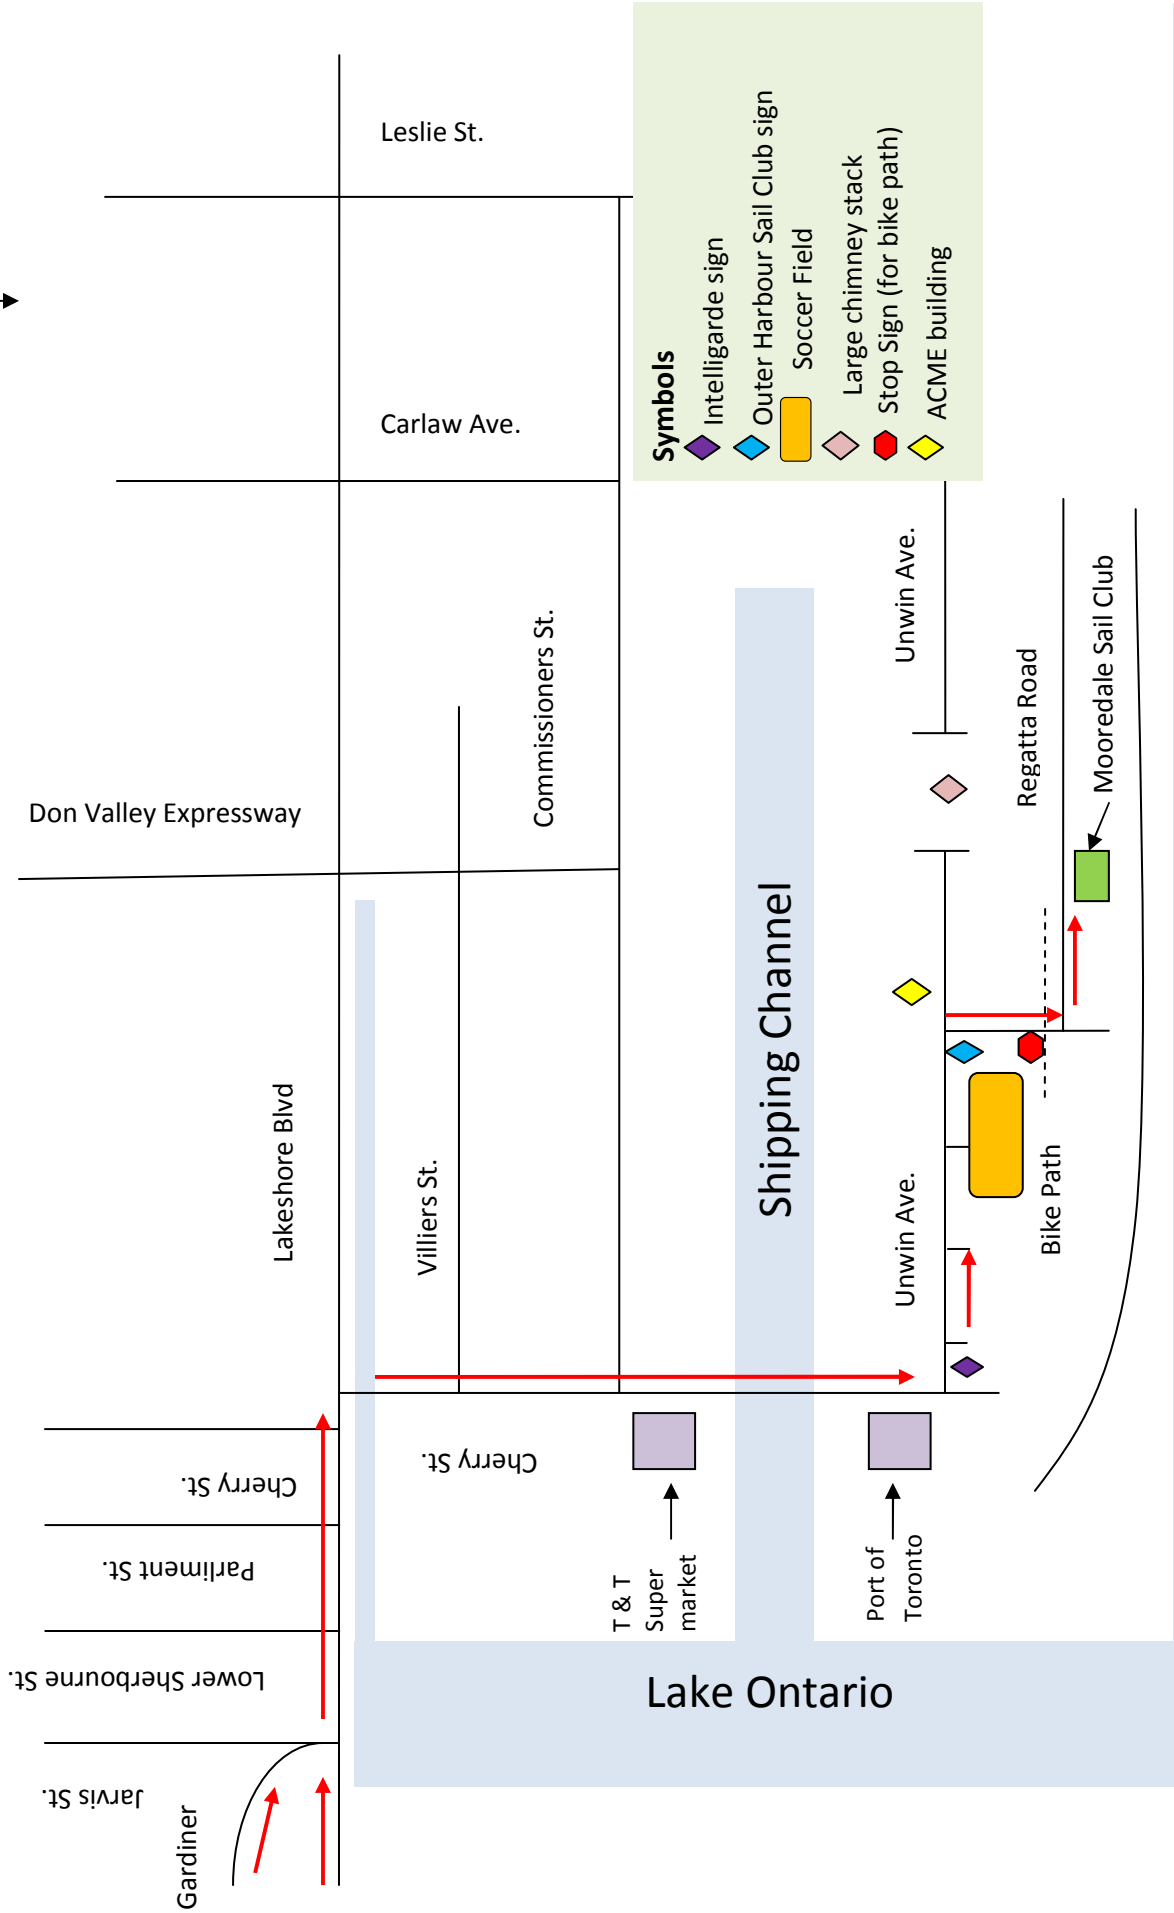 Leslie St.
Carlaw Ave.
Don Valley Expressway
Lakeshore Blvd
Villiers St.
Commissioners St.
Cherry St.
Parliment St.
Lower Sherbourne St.
Jarvis St.
Gardiner
Cherry St.
T & T
Super
market
Port of
Toronto
Lake Ontario
Shipping Channel
Unwin Ave.
Unwin Ave.
Regatta Road
Bike Path
Mooredale Sail Club
Symbols
Intelligarde sign
Outer Harbour Sail Club sign
Soccer Field
Large chimney stack
Stop Sign (for bike path)
ACME building